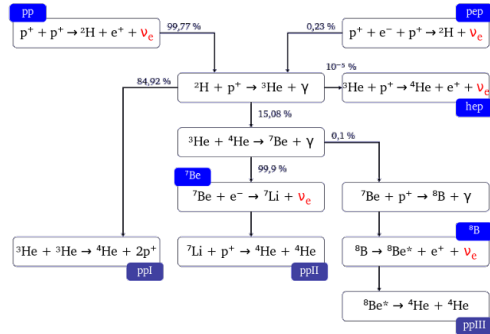 pp
pep
p⁺ + p⁺ → ²H + e⁺ + νₑ
99,77 %
0,23 %
p⁺ + e⁻ + p⁺ → ²H + νₑ
84,92 %
²H + p⁺ → ³He + γ
10⁻⁵ %
³He + p⁺ → ⁴He + e⁺ + νₑ
hep
15,08 %
³He + ⁴He → ⁷Be + γ
0,1 %
99,9 %
⁷Be
⁷Be + e⁻ → ⁷Li + νₑ
⁷Be + p⁺ → ⁸B + γ
⁸B
³He + ³He → ⁴He + 2p⁺
⁷Li + p⁺ → ⁴He + ⁴He
⁸B → ⁸Be* + e⁺ + νₑ
ppI
ppII
⁸Be* → ⁴He + ⁴He
ppIII